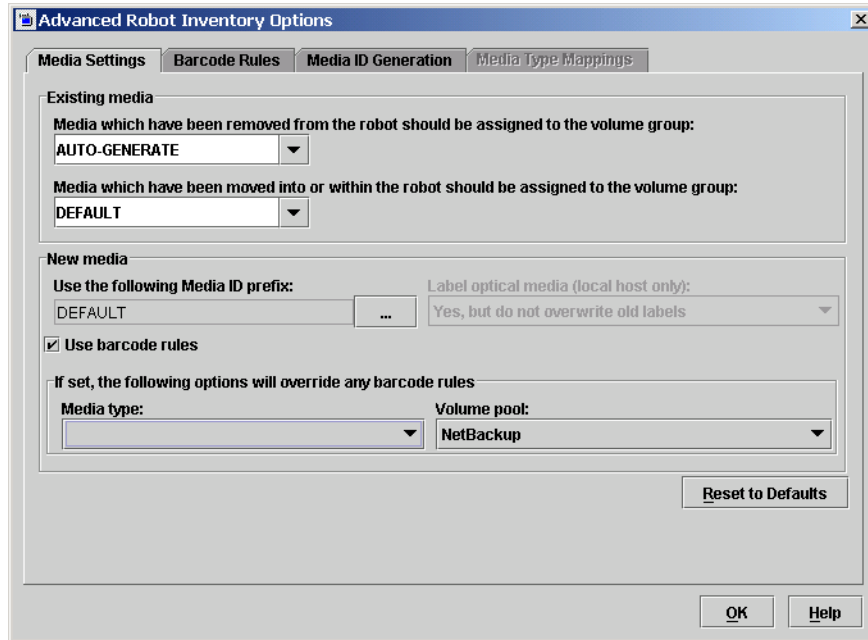 Advanced Robot Inventory Options
Media Settings Barcode Rules Media ID Generation Media Type Mappings
Existing media
Media which have been removed from the robot should be assigned to the volume group:
AUTO-GENERATE
Media which have been moved into or within the robot should be assigned to the volume group:
DEFAULT
New media
Use the following Media ID prefix: Label optical media (local host only):
DEFAULT ... Yes, but do not overwrite old labels
Use barcode rules
If set, the following options will override any barcode rules
Media type: Volume pool:
NetBackup
Reset to Defaults
OK Help